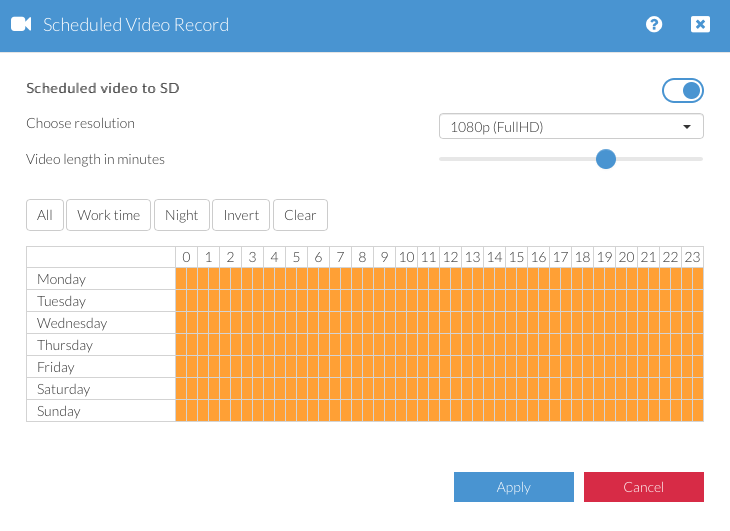 Scheduled Video Record
Scheduled video to SD
Choose resolution
1080p (FullHD)
Video length in minutes
All Work time Night Invert Clear
0 1 2 3 4 5 6 7 8 9 10 11 12 13 14 15 16 17 18 19 20 21 22 23
Monday
Tuesday
Wednesday
Thursday
Friday
Saturday
Sunday
Apply Cancel